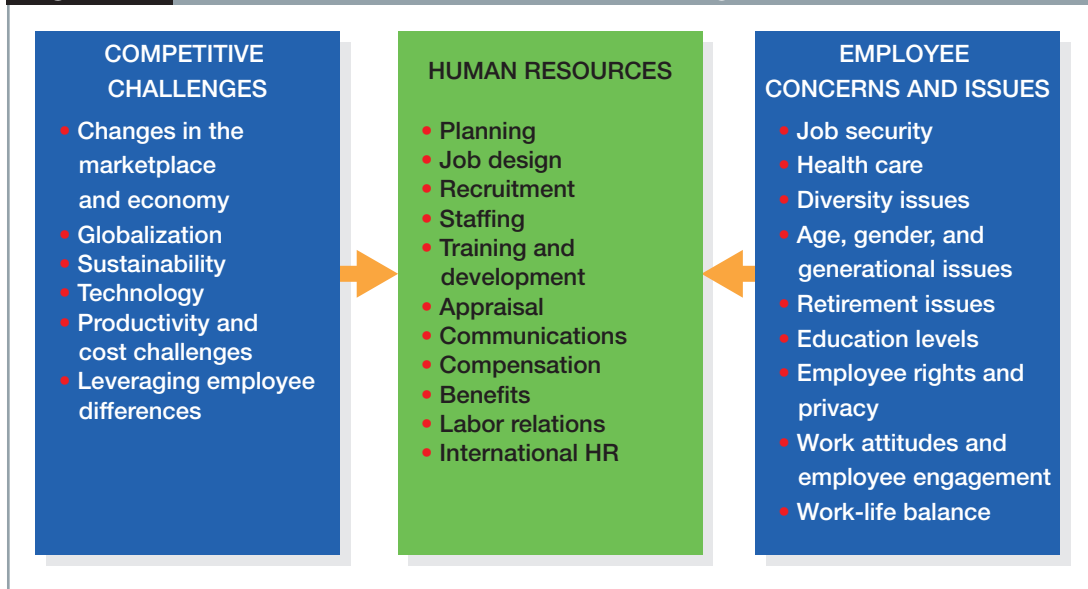 COMPETITIVE
CHALLENGES
• Changes in the
marketplace
and economy
• Globalization
• Sustainability
• Technology
• Productivity and
cost challenges
• Leveraging employee
differences
HUMAN RESOURCES
• Planning
• Job design
• Recruitment
• Staffing
• Training and
development
• Appraisal
• Communications
• Compensation
• Benefits
• Labor relations
• International HR
EMPLOYEE
CONCERNS AND ISSUES
• Job security
• Health care
• Diversity issues
• Age, gender, and
generational issues
• Retirement issues
• Education levels
• Employee rights and
privacy
• Work attitudes and
employee engagement
• Work-life balance